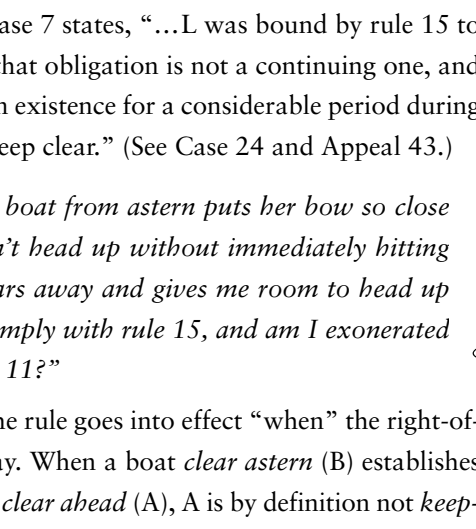 ase 7 states, “…L was bound by rule 15 to
that obligation is not a continuing one, and
n existence for a considerable period during
eep clear.” (See Case 24 and Appeal 43.)
boat from astern puts her bow so close
’t head up without immediately hitting
ars away and gives me room to head up
mply with rule 15, and am I exonerated
11?”
he rule goes into effect “when” the right-of-
ay. When a boat clear astern (B) establishes
clear ahead (A), A is by definition not keep-